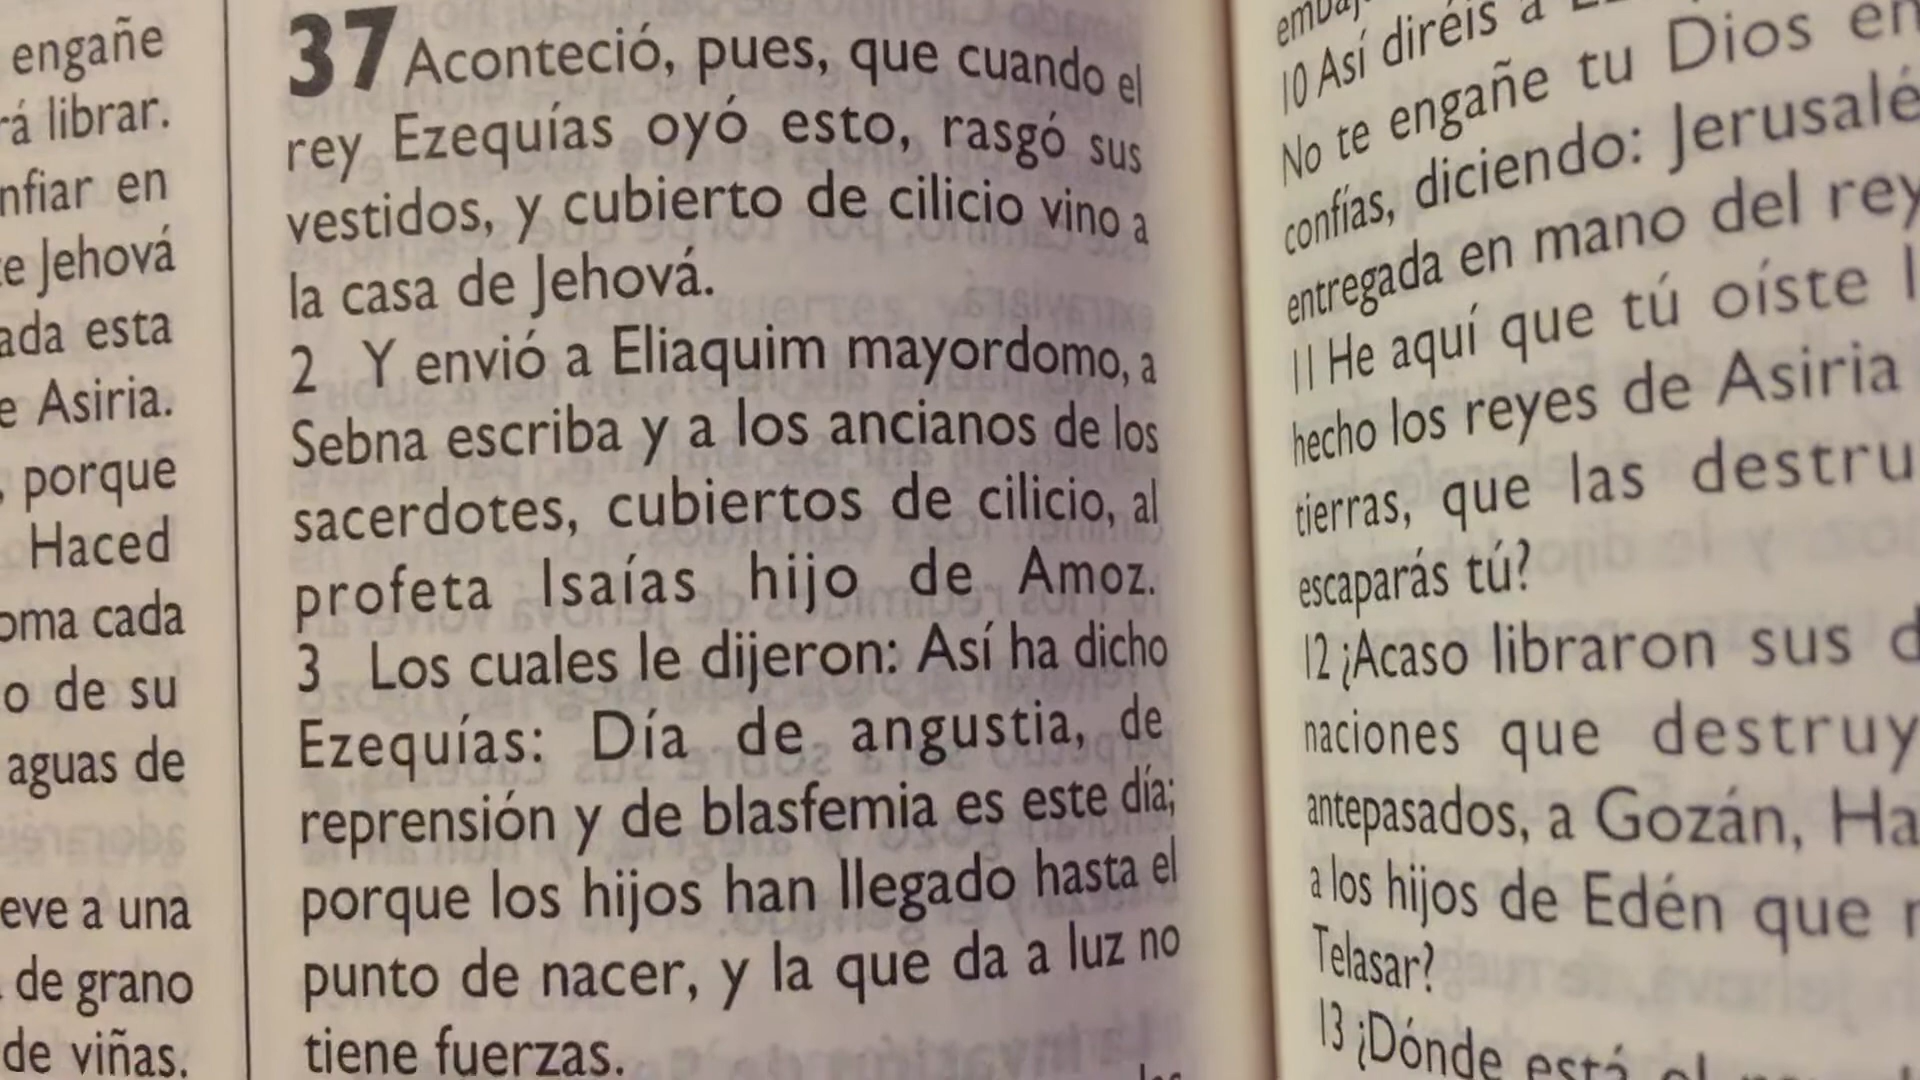 engañe
librar.
en
Jehová
esta
Asiria.
, porque
Haced
cada
o de su
aguas de
a una
de grano
de viñas.
37 Aconteció, pues, que cuando el
rey Ezequías oyó esto, rasgó sus
vestidos, y cubierto de cilicio vino a
la casa de Jehová.
2 Y envió a Eliaquim mayordomo, a
Sebna escriba y a los ancianos de los
sacerdotes, cubiertos de cilicio, al
profeta Isaías hijo de Amoz.
3 Los cuales le dijeron: Así ha dicho
Ezequías: Día de angustia, de
reprensión y de blasfemia es este día;
porque los hijos han llegado hasta el
punto de nacer, y la que da a luz no
tiene fuerzas.
10 Así diréis a
No te engañe tu Dios en
confías, diciendo: Jerusalé
entregada en mano del rey
11 He aquí que tú oíste
hecho los reyes de Asiria
tierras, que las destru
escaparás tú?
12 ¿Acaso libraron sus
naciones que destruy
antepasados, a Gozán, Ha
a los hijos de Edén que
Telasar?
13 ¿Dónde está el